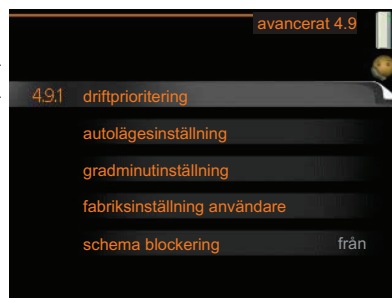 avancerat 4.9
4.9.1 driftprioritering
autolägesinställning
gradminutinställning
fabriksinställning användare
schema blockering från